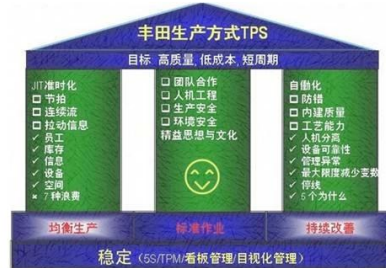 丰田生产方式TPS
目标 高质量,低成本,短周期
JIT准时化
节拍
连续流
拉动信息
✓ 员工
✓ 库存
✓ 信息
✓ 设备
✓ 空间
× 7种浪费
团队合作
人机工程
生产安全
环境安全
精益思想与文化
自働化
防错
内建质量
工艺能力
✓ 人机分离
✓ 设备可靠性
✓ 管理异常
✓ 最大限度减少变数
✓ 停线
✓ 5个为什么
均衡生产
标准作业
持续改善
稳定（5S/TPM/看板管理/目视化管理）